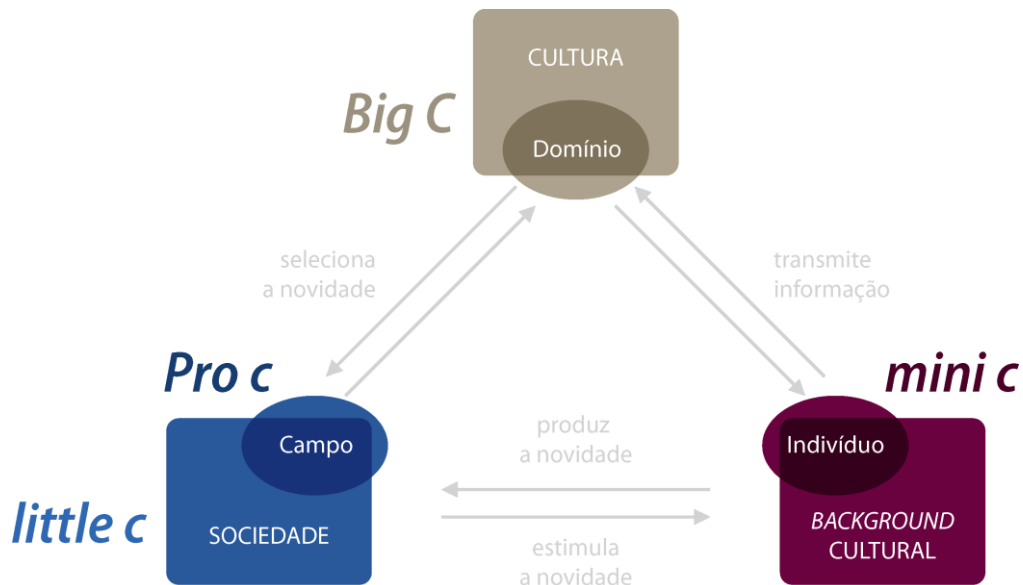 CULTURA
Big C
Domínio
seleciona
a novidade
transmite
informação
Pro c
mini c
Campo
produz
a novidade
Indivíduo
little c
SOCIEDADE
estimula
a novidade
BACKGROUND
CULTURAL